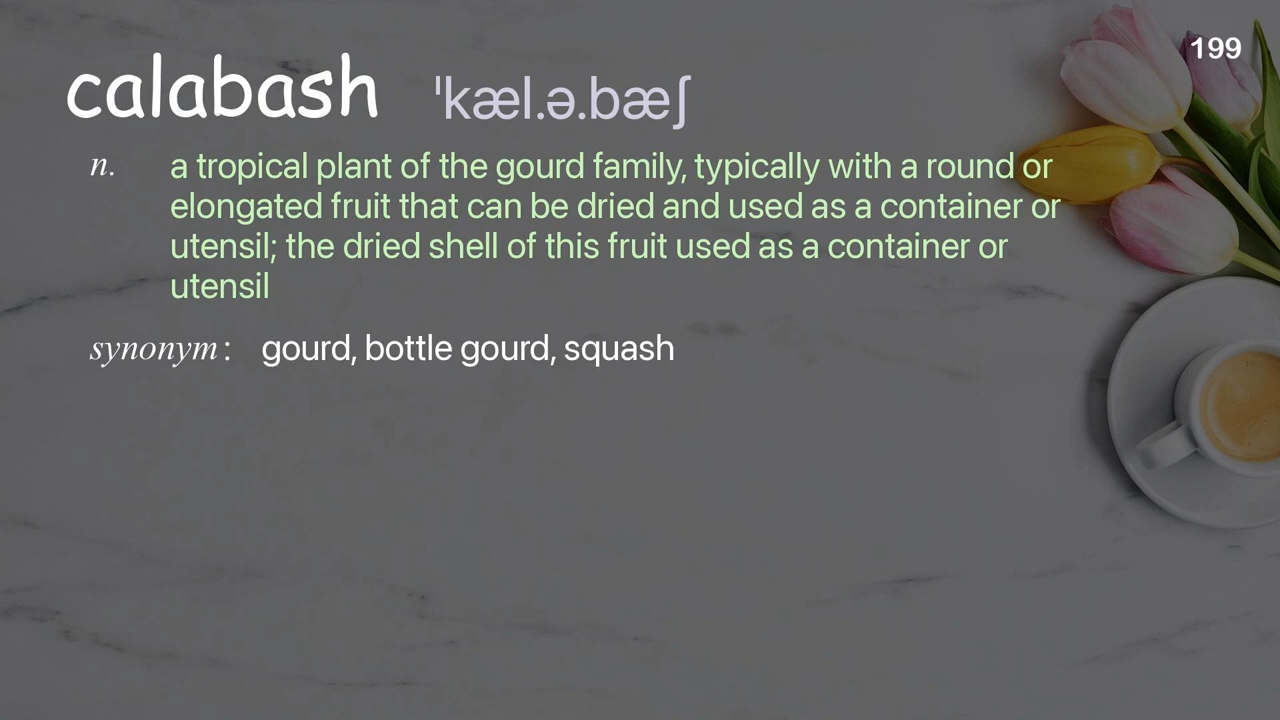 199
calabash ˈkæl.ə.bæʃ
n. a tropical plant of the gourd family, typically with a round or
elongated fruit that can be dried and used as a container or
utensil; the dried shell of this fruit used as a container or
utensil
synonym: gourd, bottle gourd, squash